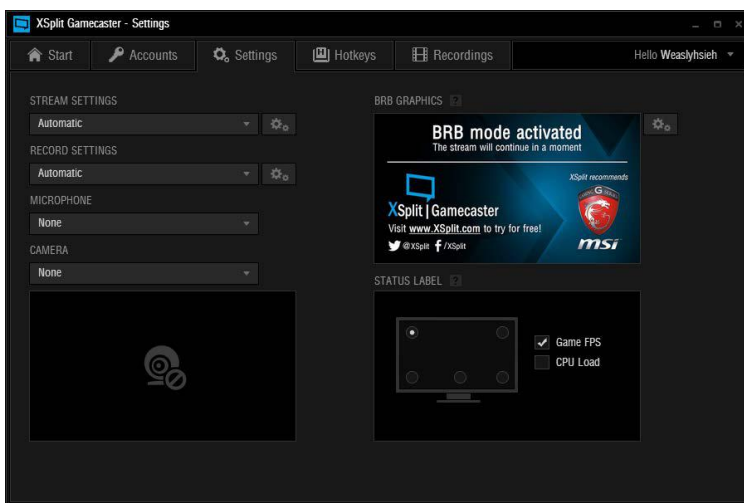 XSplit Gamecaster - Settings
Start
Accounts
Settings
Hotkeys
Recordings
Hello Weaslyhsieh
STREAM SETTINGS
Automatic
RECORD SETTINGS
Automatic
MICROPHONE
None
CAMERA
None
BRB GRAPHICS ?
BRB mode activated
The stream will continue in a moment
XSplit recommends
XSplit | Gamecaster
Visit www.XSplit.com to try for free!
@XSplit f /XSplit
msi
STATUS LABEL ?
Game FPS
CPU Load